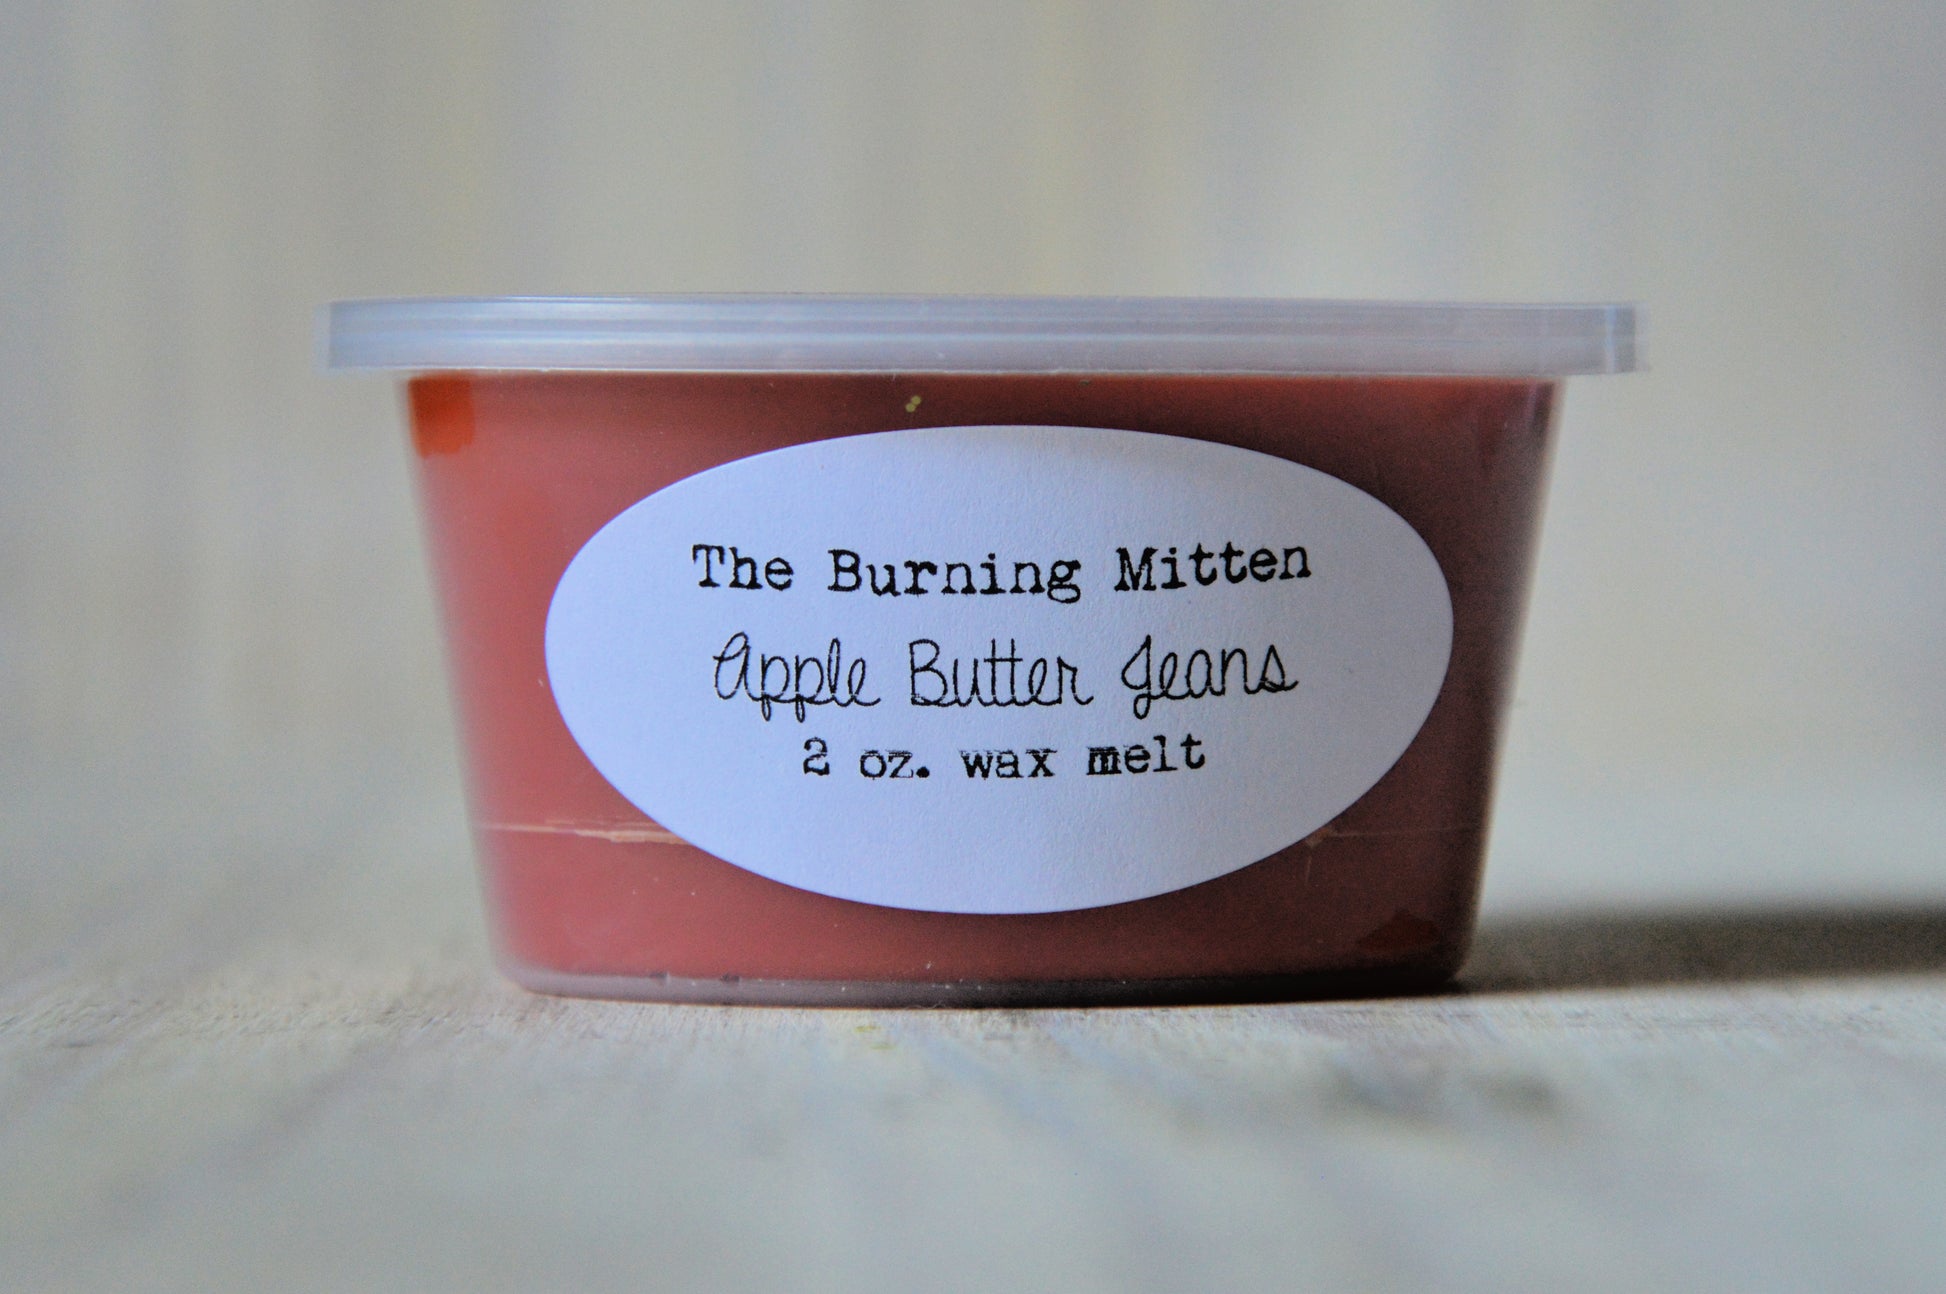 The Burning Mitten
Apple Butter Jeans
2 oz. wax melt